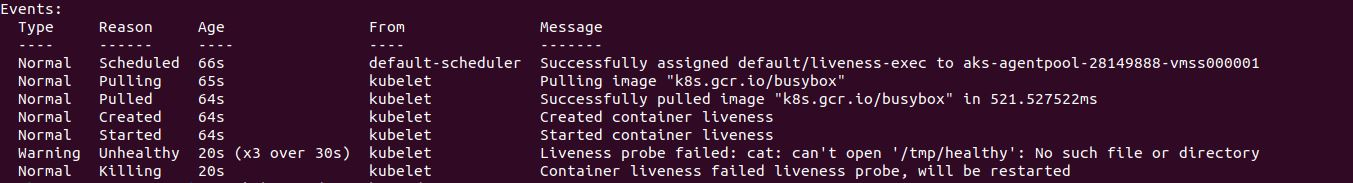 Events:
Type Reason Age From Message
---- ------ ---- ---- -------
Normal Scheduled 66s default-scheduler Successfully assigned default/liveness-exec to aks-agentpool-28149888-vmss000001
Normal Pulling 65s kubelet Pulling image "k8s.gcr.io/busybox"
Normal Pulled 64s kubelet Successfully pulled image "k8s.gcr.io/busybox" in 521.527522ms
Normal Created 64s kubelet Created container liveness
Normal Started 64s kubelet Started container liveness
Warning Unhealthy 20s (x3 over 30s) kubelet Liveness probe failed: cat: can't open '/tmp/healthy': No such file or directory
Normal Killing 20s kubelet Container liveness failed liveness probe, will be restarted